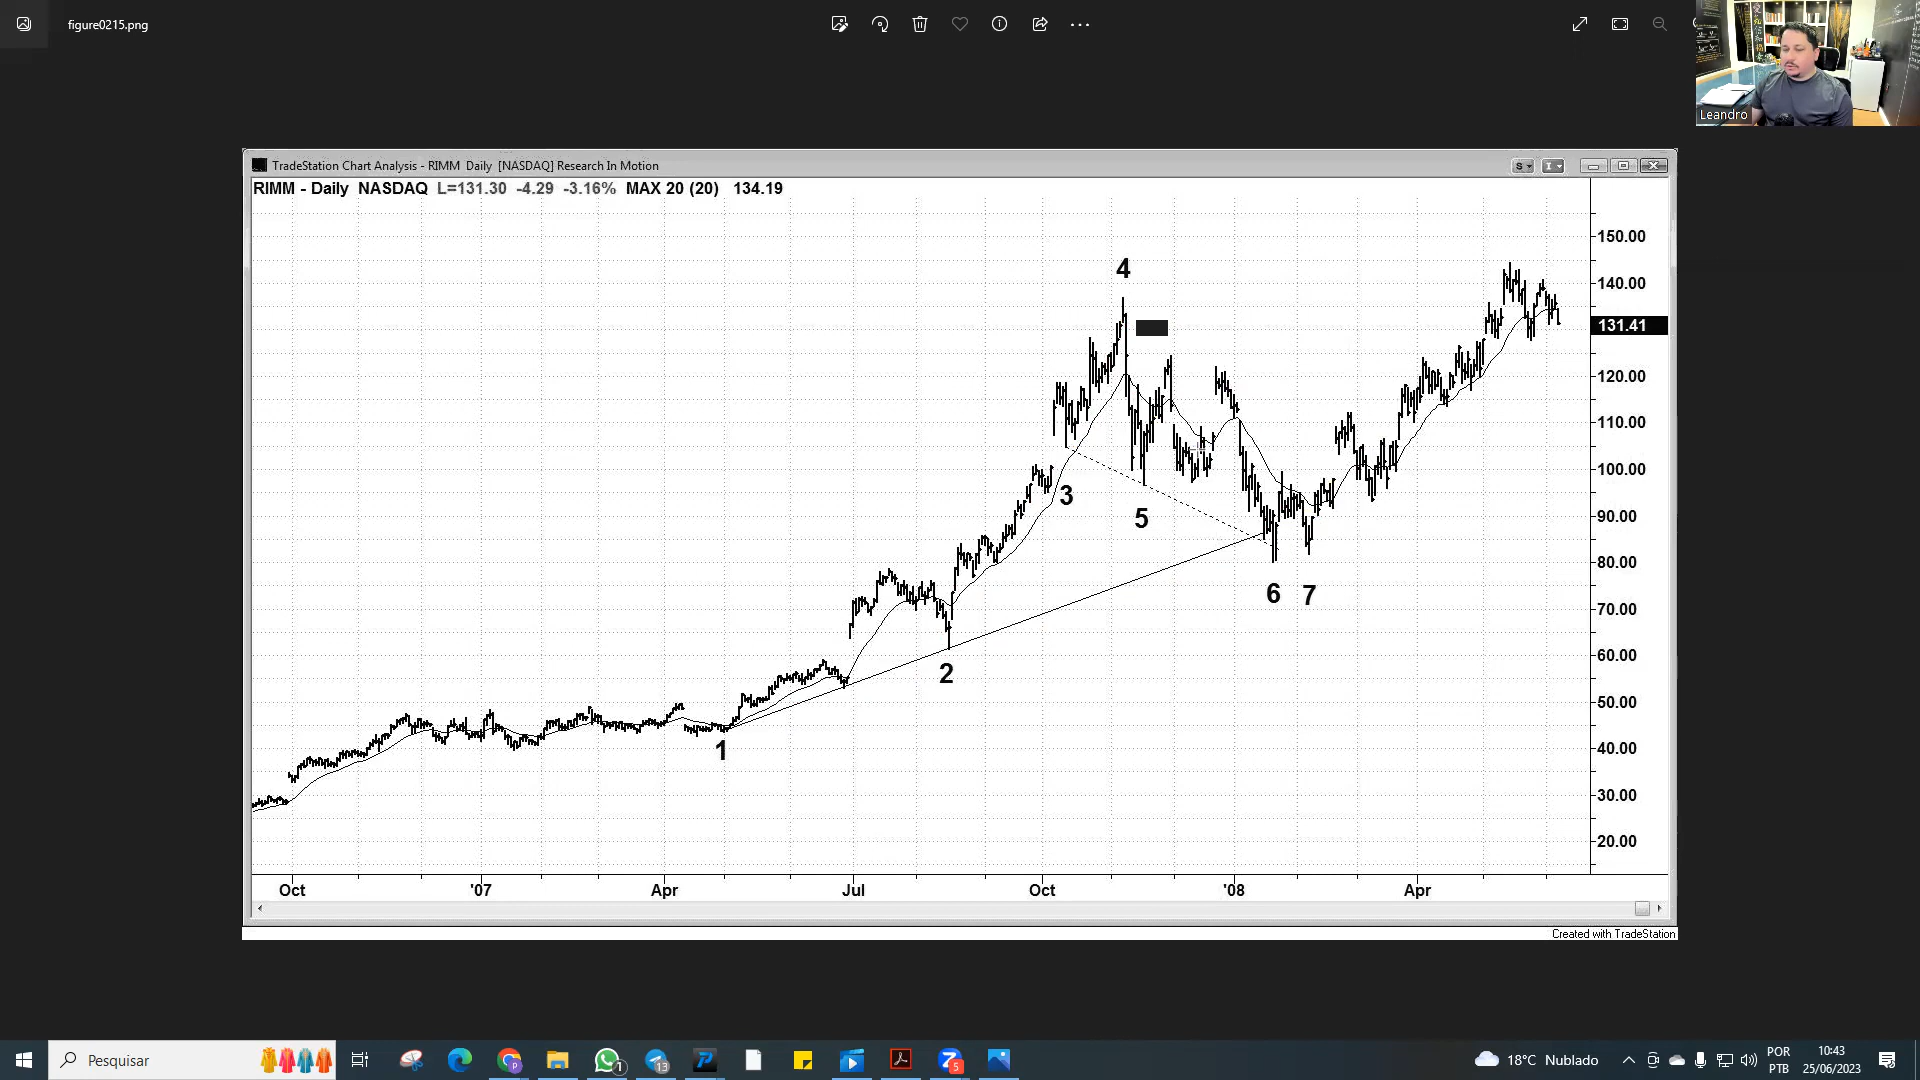 figure0215.png
Leandro
TradeStation Chart Analysis - RIMM Daily [NASDAQ] Research In Motion
S
I
RIMM - Daily NASDAQ L=131.30 -4.29 -3.16% MAX 20 (20) 134.19
150.00
140.00
131.41
120.00
110.00
100.00
90.00
80.00
70.00
60.00
50.00
40.00
30.00
20.00
4
3
5
6 7
2
1
Oct '07 Apr Jul Oct '08 Apr
Created with TradeStation
Pesquisar
1
13
5
18°C Nublado
POR
PTB
10:43
25/06/2023